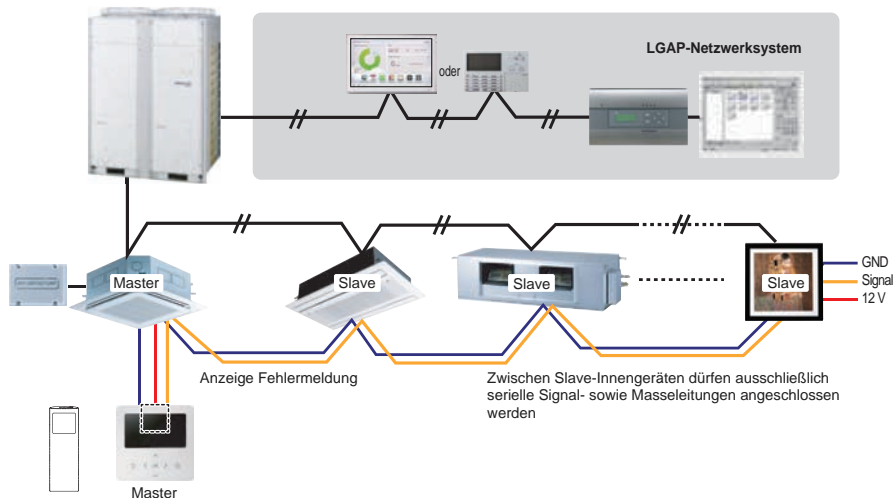 LGAP-Netzwerksystem
oder
Master
Slave
Slave
Slave
GND
Signal
12 V
Anzeige Fehlermeldung
Zwischen Slave-Innengeräten dürfen ausschließlich
serielle Signal- sowie Masseleitungen angeschlossen
werden
Master